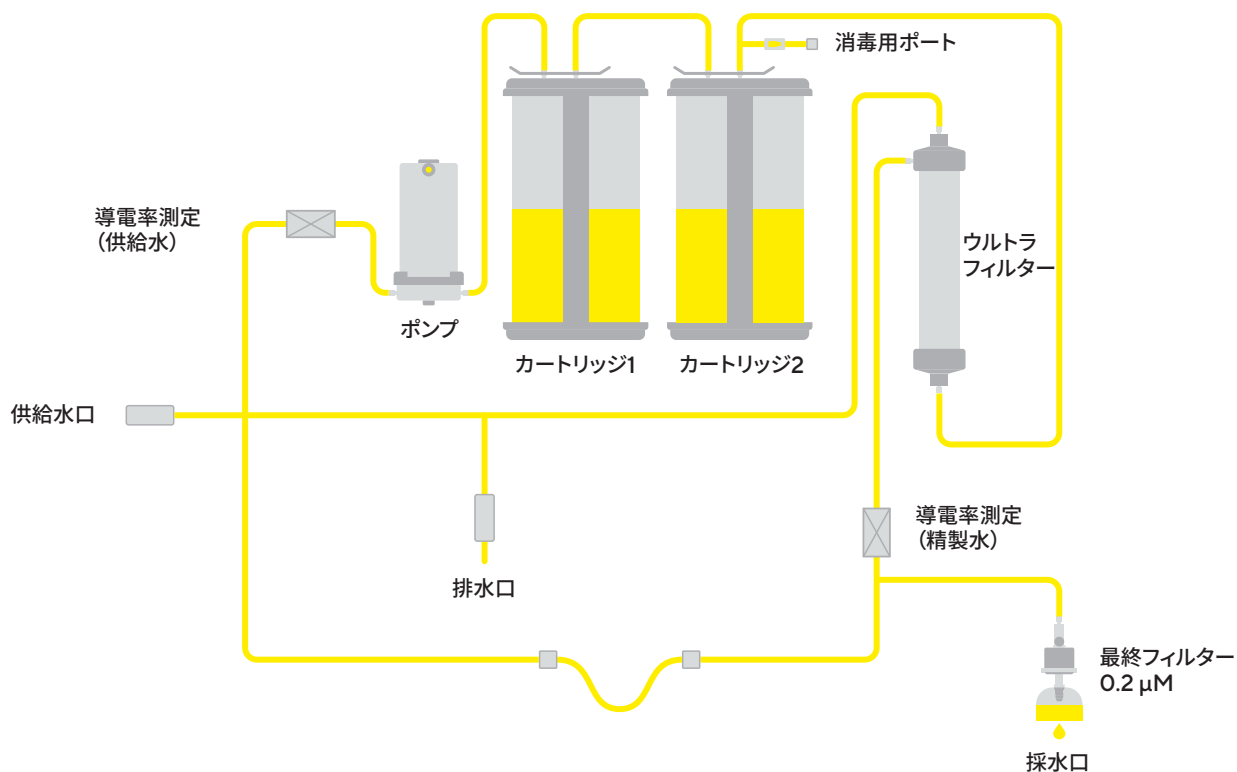 消毒用ポート
導電率測定
（供給水）
ウルトラ
フィルター
ポンプ
カートリッジ1
カートリッジ2
供給水口
導電率測定
（精製水）
排水口
最終フィルター
0.2 μM
採水口